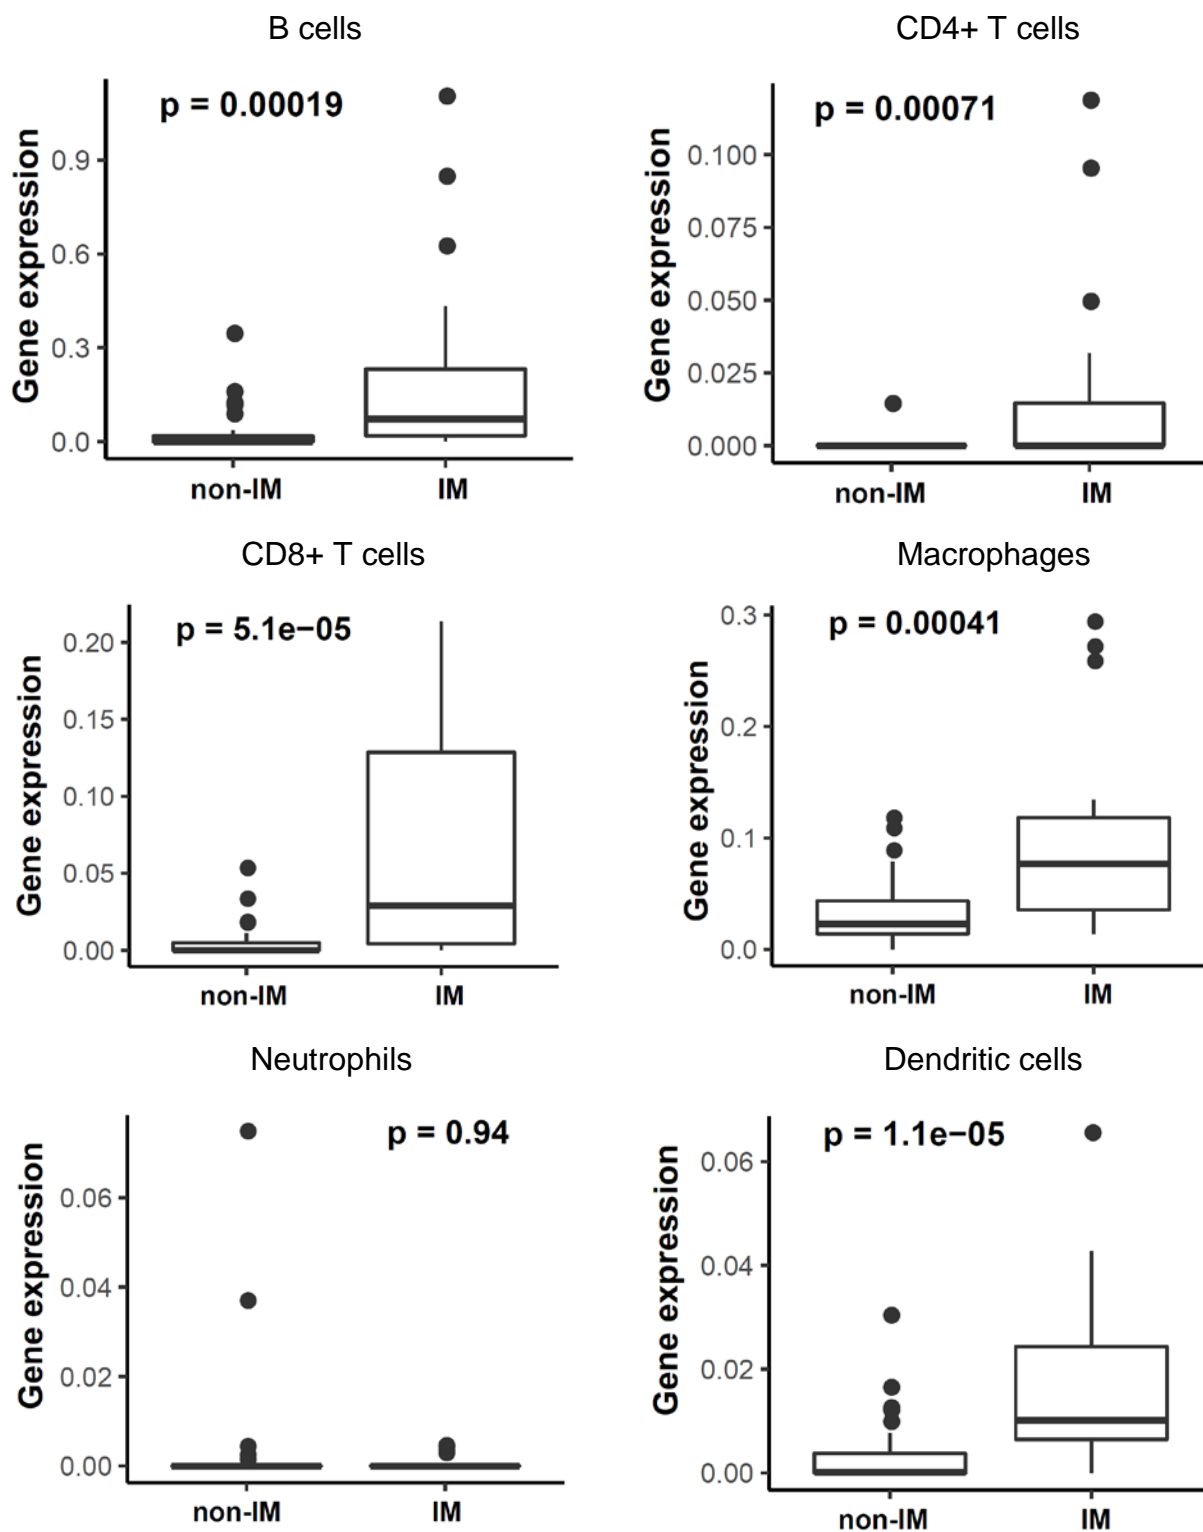 B cells
p = 0.00019
Gene expression
0.9
0.6
0.3
0.0
non-IM
IM
CD4+ T cells
p = 0.00071
Gene expression
0.100
0.075
0.050
0.025
0.000
non-IM
IM
CD8+ T cells
p = 5.1e−05
Gene expression
0.20
0.15
0.10
0.05
0.00
non-IM
IM
Macrophages
p = 0.00041
Gene expression
0.3
0.2
0.1
0.0
non-IM
IM
Neutrophils
p = 0.94
Gene expression
0.06
0.04
0.02
0.00
non-IM
IM
Dendritic cells
p = 1.1e−05
Gene expression
0.06
0.04
0.02
0.00
non-IM
IM